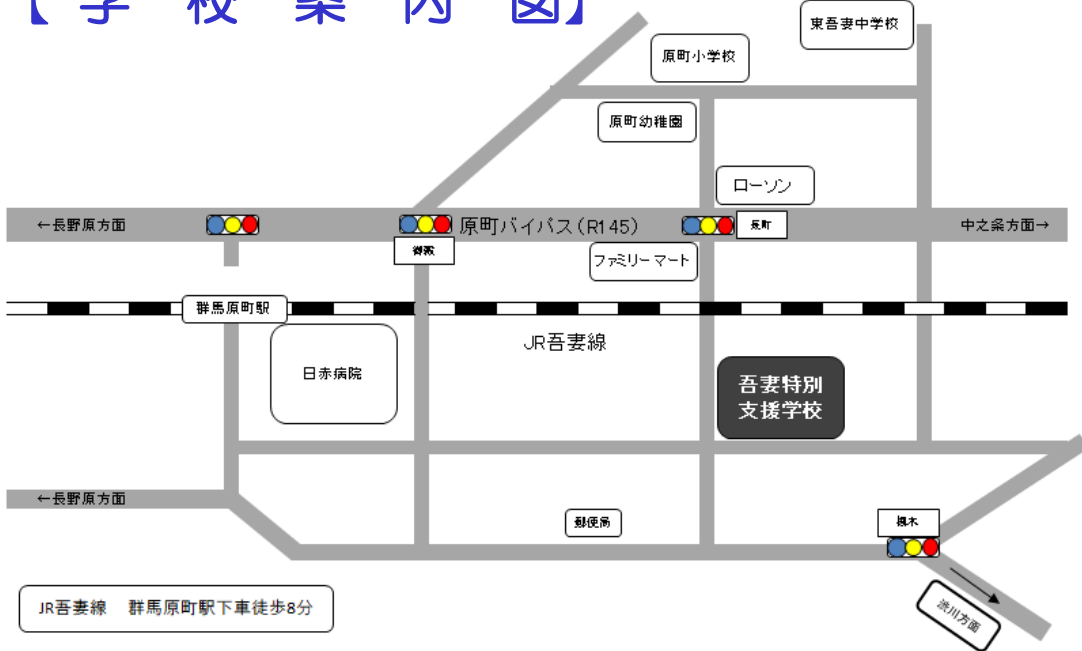 【学校案内図】
東吾妻中学校
原町小学校
原町幼稚園
ローソン
←長野原方面
原町バイパス(R145)
長町
中之条方面→
御殿
ファミリーマート
群馬原町駅
JR吾妻線
日赤病院
吾妻特別
支援学校
←長野原方面
郵便局
JR吾妻線 群馬原町駅下車徒歩8分
渋川方面